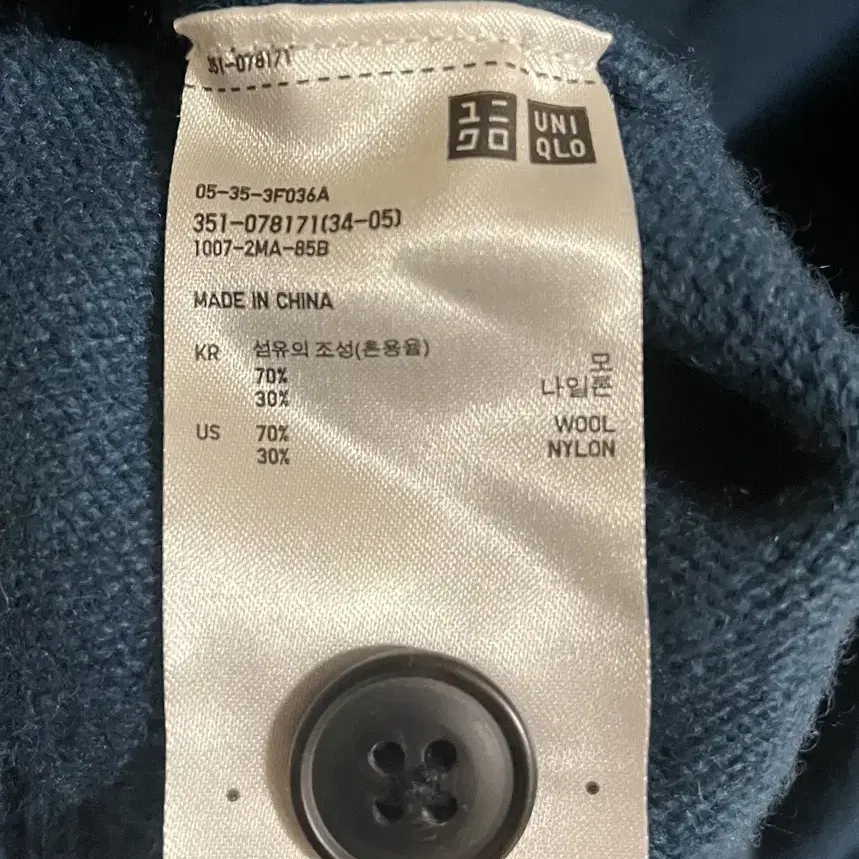 351-078171
ユニ UNI
クロ QLO
05-35-3F036A
351-078171(34-05)
1007-2MA-85B
MADE IN CHINA
KR 섬유의 조성(혼용율)
70% 모
30% 나일론
US 70% WOOL
30% NYLON